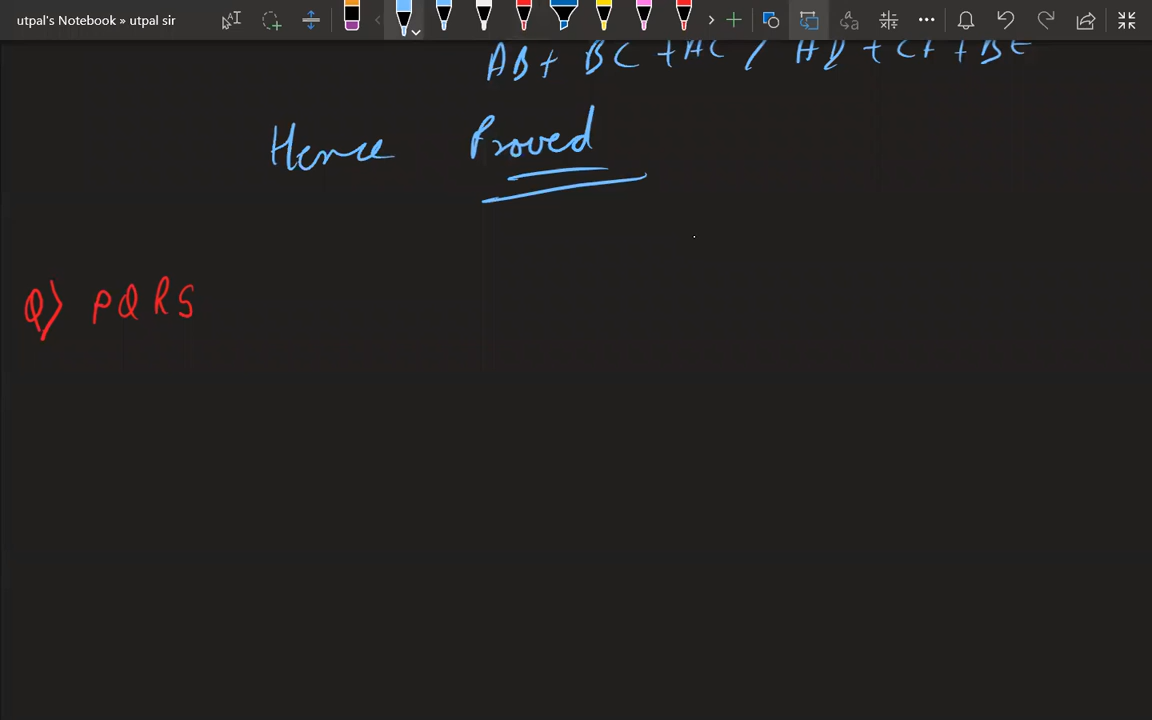 utpal's Notebook » utpal sir
AB + BC + AC > AD + CF + BE
Hence Proved
Q) PQRS